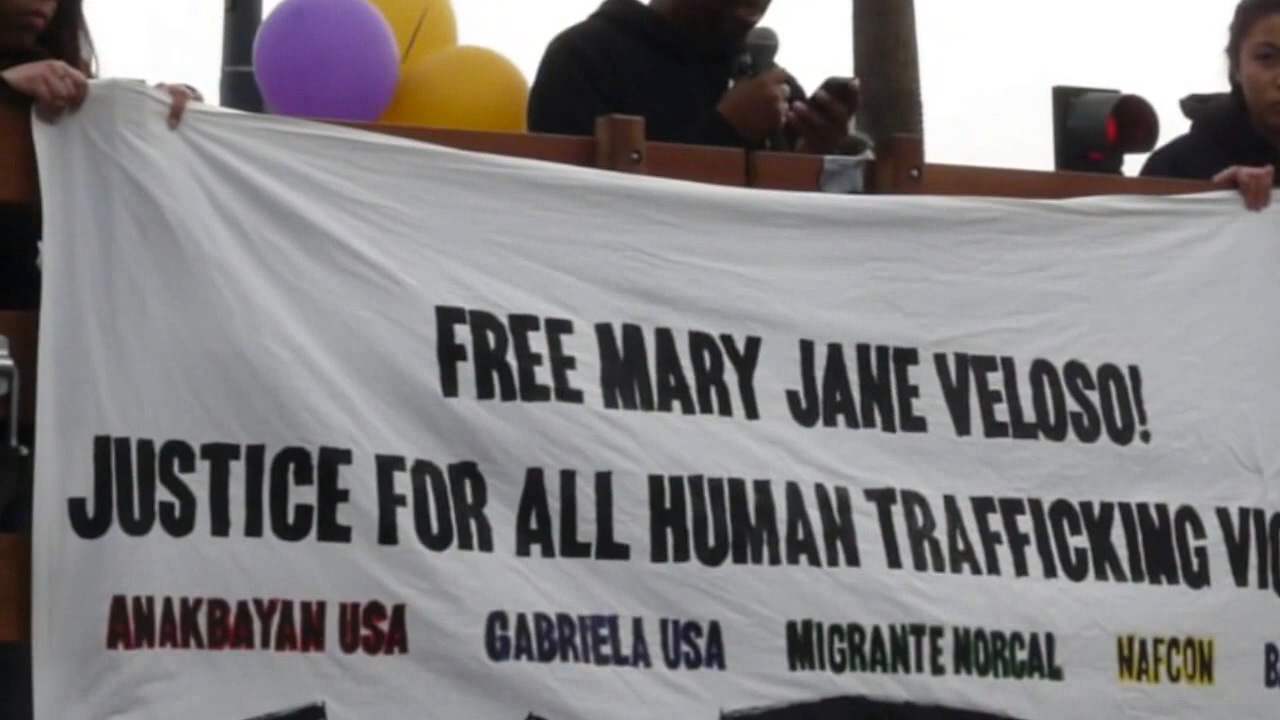 FREE MARY JANE VELOSO!
JUSTICE FOR ALL HUMAN TRAFFICKING
ANAKBAYAN USA GABRIELA USA MIGRANTE NORCAL NAFCON